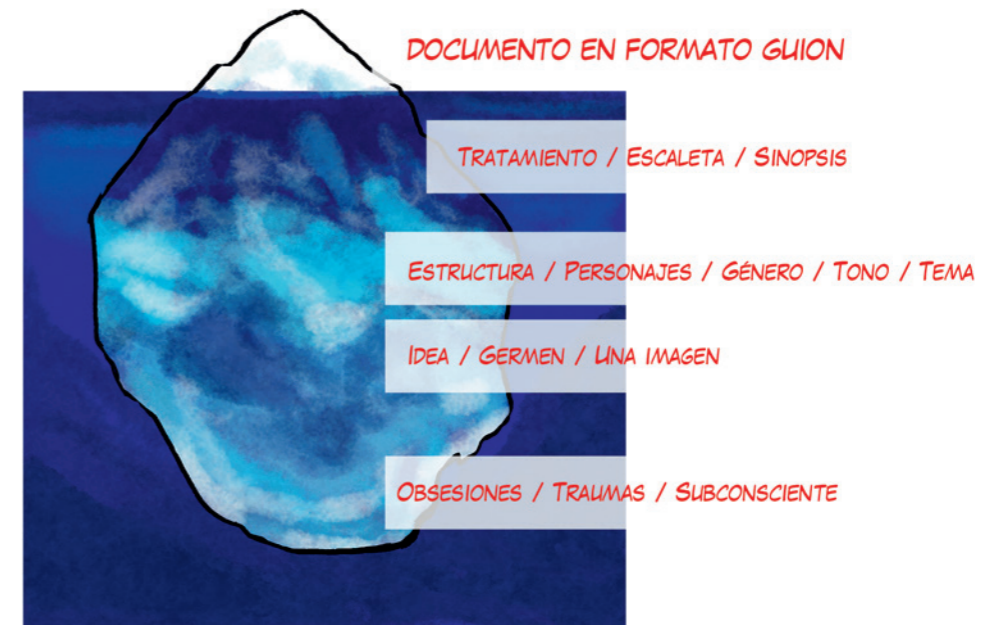 DOCUMENTO EN FORMATO GUION
TRATAMIENTO / ESCALETA / SINOPSIS
ESTRUCTURA / PERSONAJES / GÉNERO / TONO / TEMA
IDEA / GERMEN / UNA IMAGEN
OBSESIONES / TRAUMAS / SUBCONSCIENTE